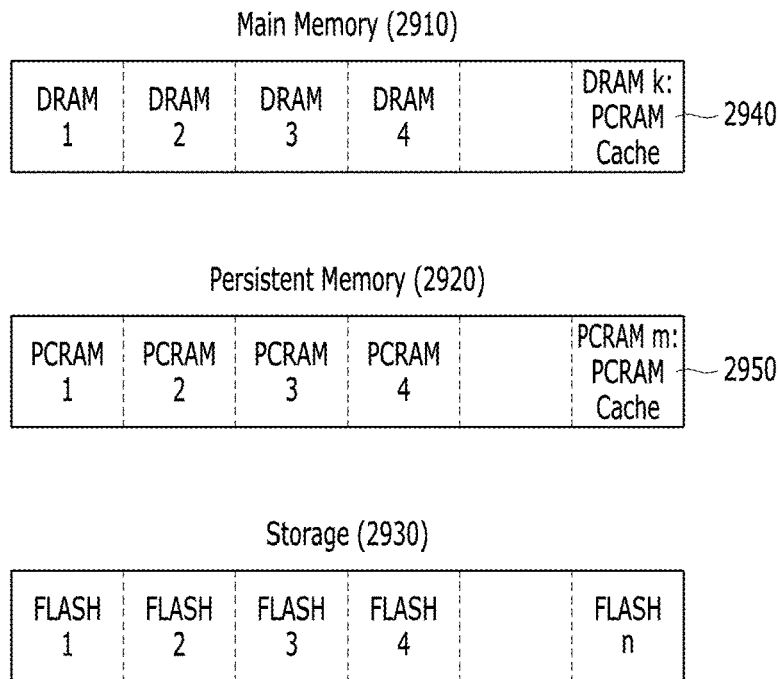 Main Memory (2910)
DRAM 1
DRAM 2
DRAM 3
DRAM 4
DRAM k: PCRAM Cache
2940
Persistent Memory (2920)
PCRAM 1
PCRAM 2
PCRAM 3
PCRAM 4
PCRAM m: PCRAM Cache
2950
Storage (2930)
FLASH 1
FLASH 2
FLASH 3
FLASH 4
FLASH n